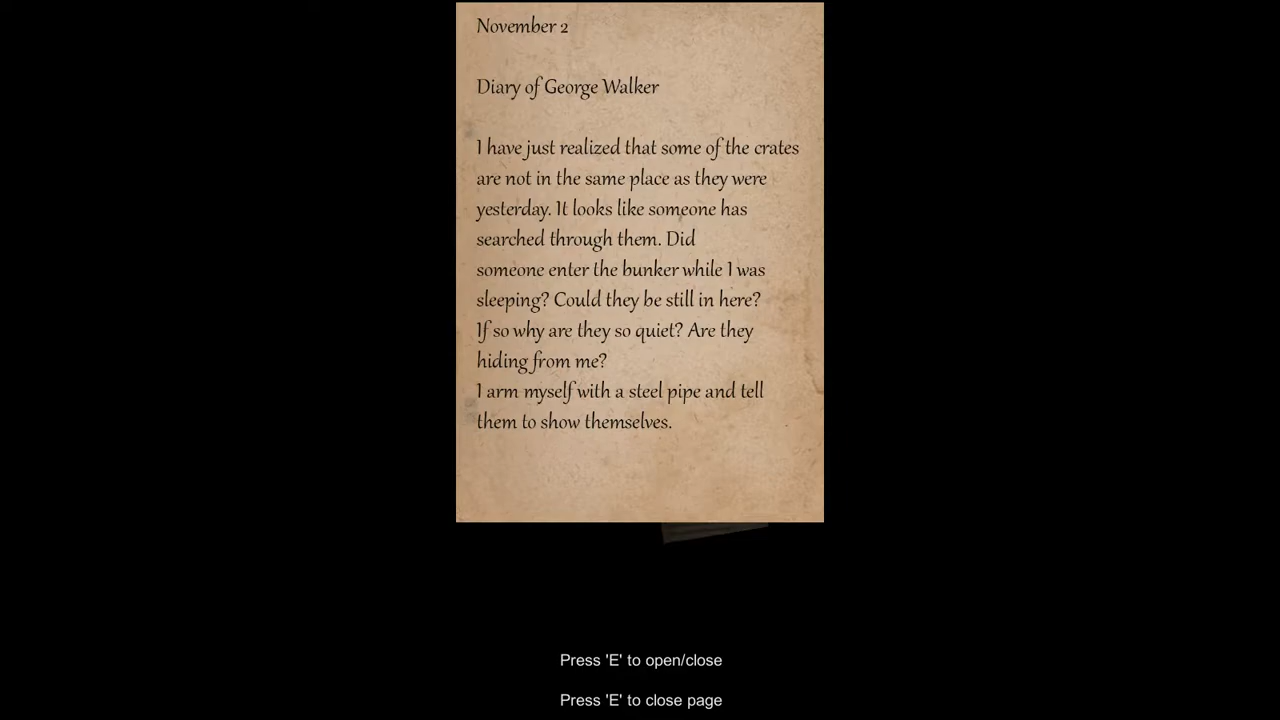 November 2
Diary of George Walker
I have just realized that some of the crates
are not in the same place as they were
yesterday. It looks like someone has
searched through them. Did
someone enter the bunker while I was
sleeping? Could they be still in here?
If so why are they so quiet? Are they
hiding from me?
I arm myself with a steel pipe and tell
them to show themselves.
Press 'E' to open/close
Press 'E' to close page